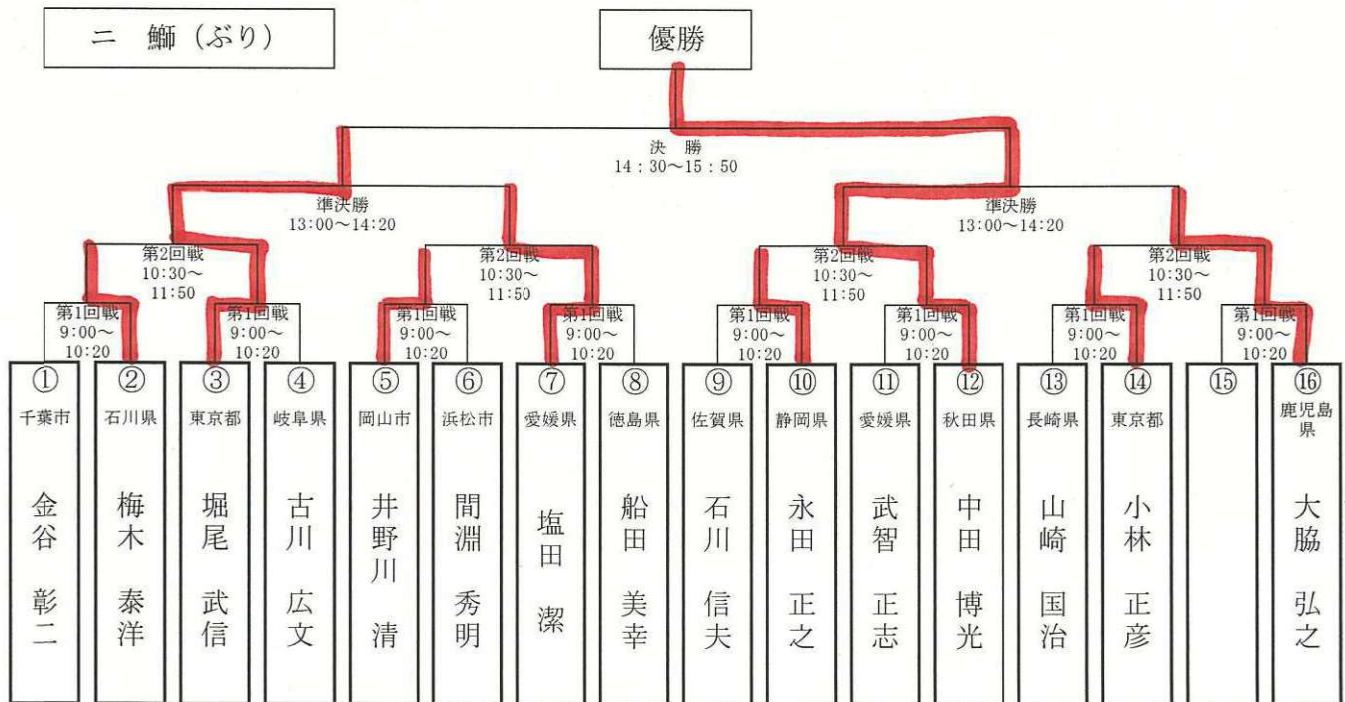 ニ 鰤（ぶり）
優勝
決 勝
14：30～15：50
準決勝
13:00～14:20
準決勝
13:00～14:20
第2回戦
10:30～
11:50
第2回戦
10:30～
11:50
第2回戦
10:30～
11:50
第2回戦
10:30～
11:50
第1回戦
9:00～
10:20
第1回戦
9:00～
10:20
第1回戦
9:00～
10:20
第1回戦
9:00～
10:20
第1回戦
9:00～
10:20
第1回戦
9:00～
10:20
第1回戦
9:00～
10:20
第1回戦
9:00～
10:20
①
千葉市
金谷 彰二
②
石川県
梅木 泰洋
③
東京都
堀尾 武信
④
岐阜県
古川 広文
⑤
岡山市
井野川 清
⑥
浜松市
間淵 秀明
⑦
愛媛県
塩田 潔
⑧
徳島県
船田 美幸
⑨
佐賀県
石川 信夫
⑩
静岡県
永田 正之
⑪
愛媛県
武智 正志
⑫
秋田県
中田 博光
⑬
長崎県
山崎 国治
⑭
東京都
小林 正彦
⑮
⑯
鹿児島
県
大脇 弘之